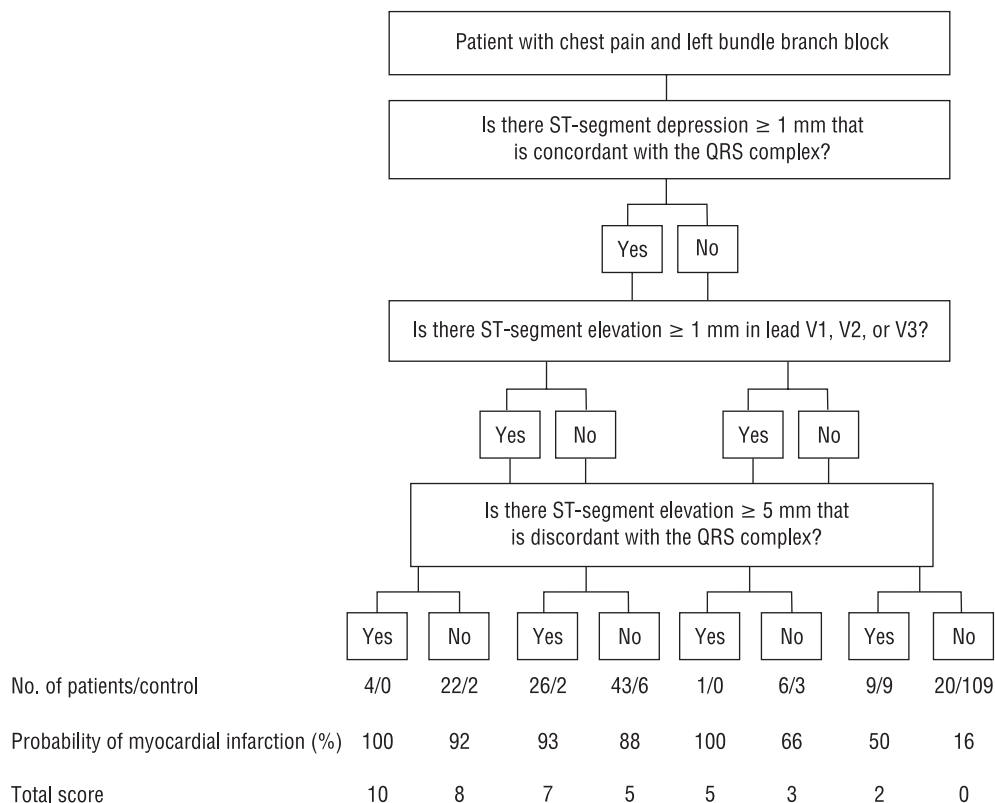 Patient with chest pain and left bundle branch block
Is there ST-segment depression ≥ 1 mm that
is concordant with the QRS complex?
Yes No
Is there ST-segment elevation ≥ 1 mm in lead V1, V2, or V3?
Yes No Yes No
Is there ST-segment elevation ≥ 5 mm that
is discordant with the QRS complex?
Yes No Yes No Yes No Yes No
No. of patients/control 4/0 22/2 26/2 43/6 1/0 6/3 9/9 20/109
Probability of myocardial infarction (%) 100 92 93 88 100 66 50 16
Total score 10 8 7 5 5 3 2 0